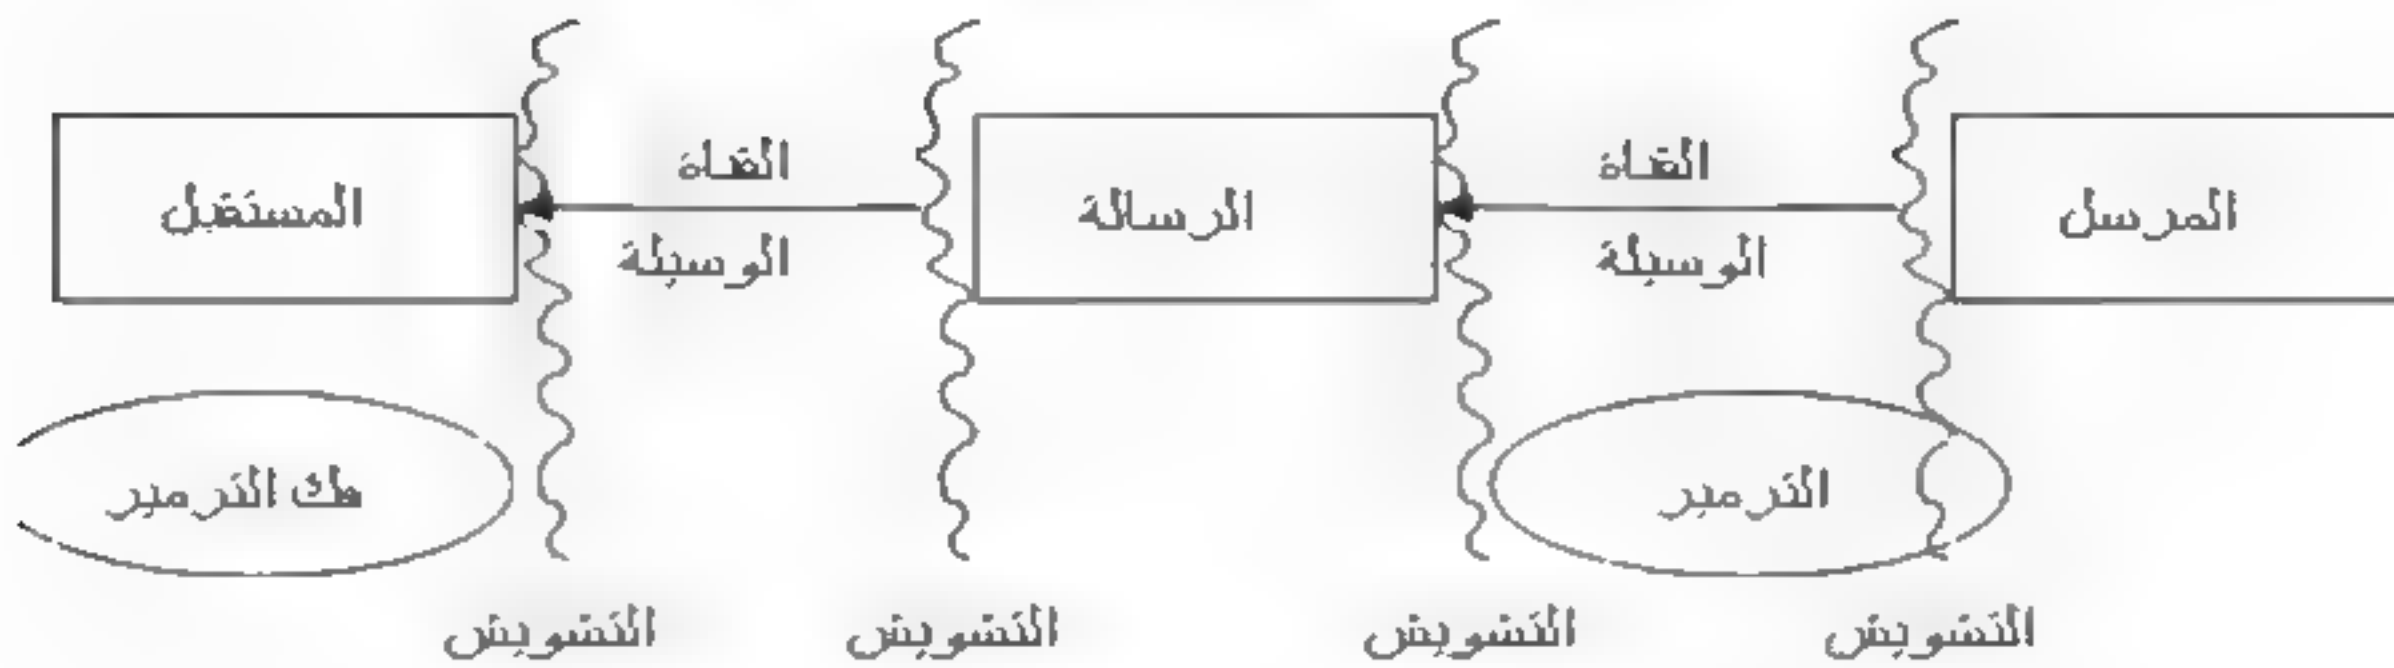 القناة
القناة
المرسل
الرسالة
المستقبل
الوسيلة
الوسيلة
الترميز
فك الترميز
التشويش
التشويش
التشويش
التشويش